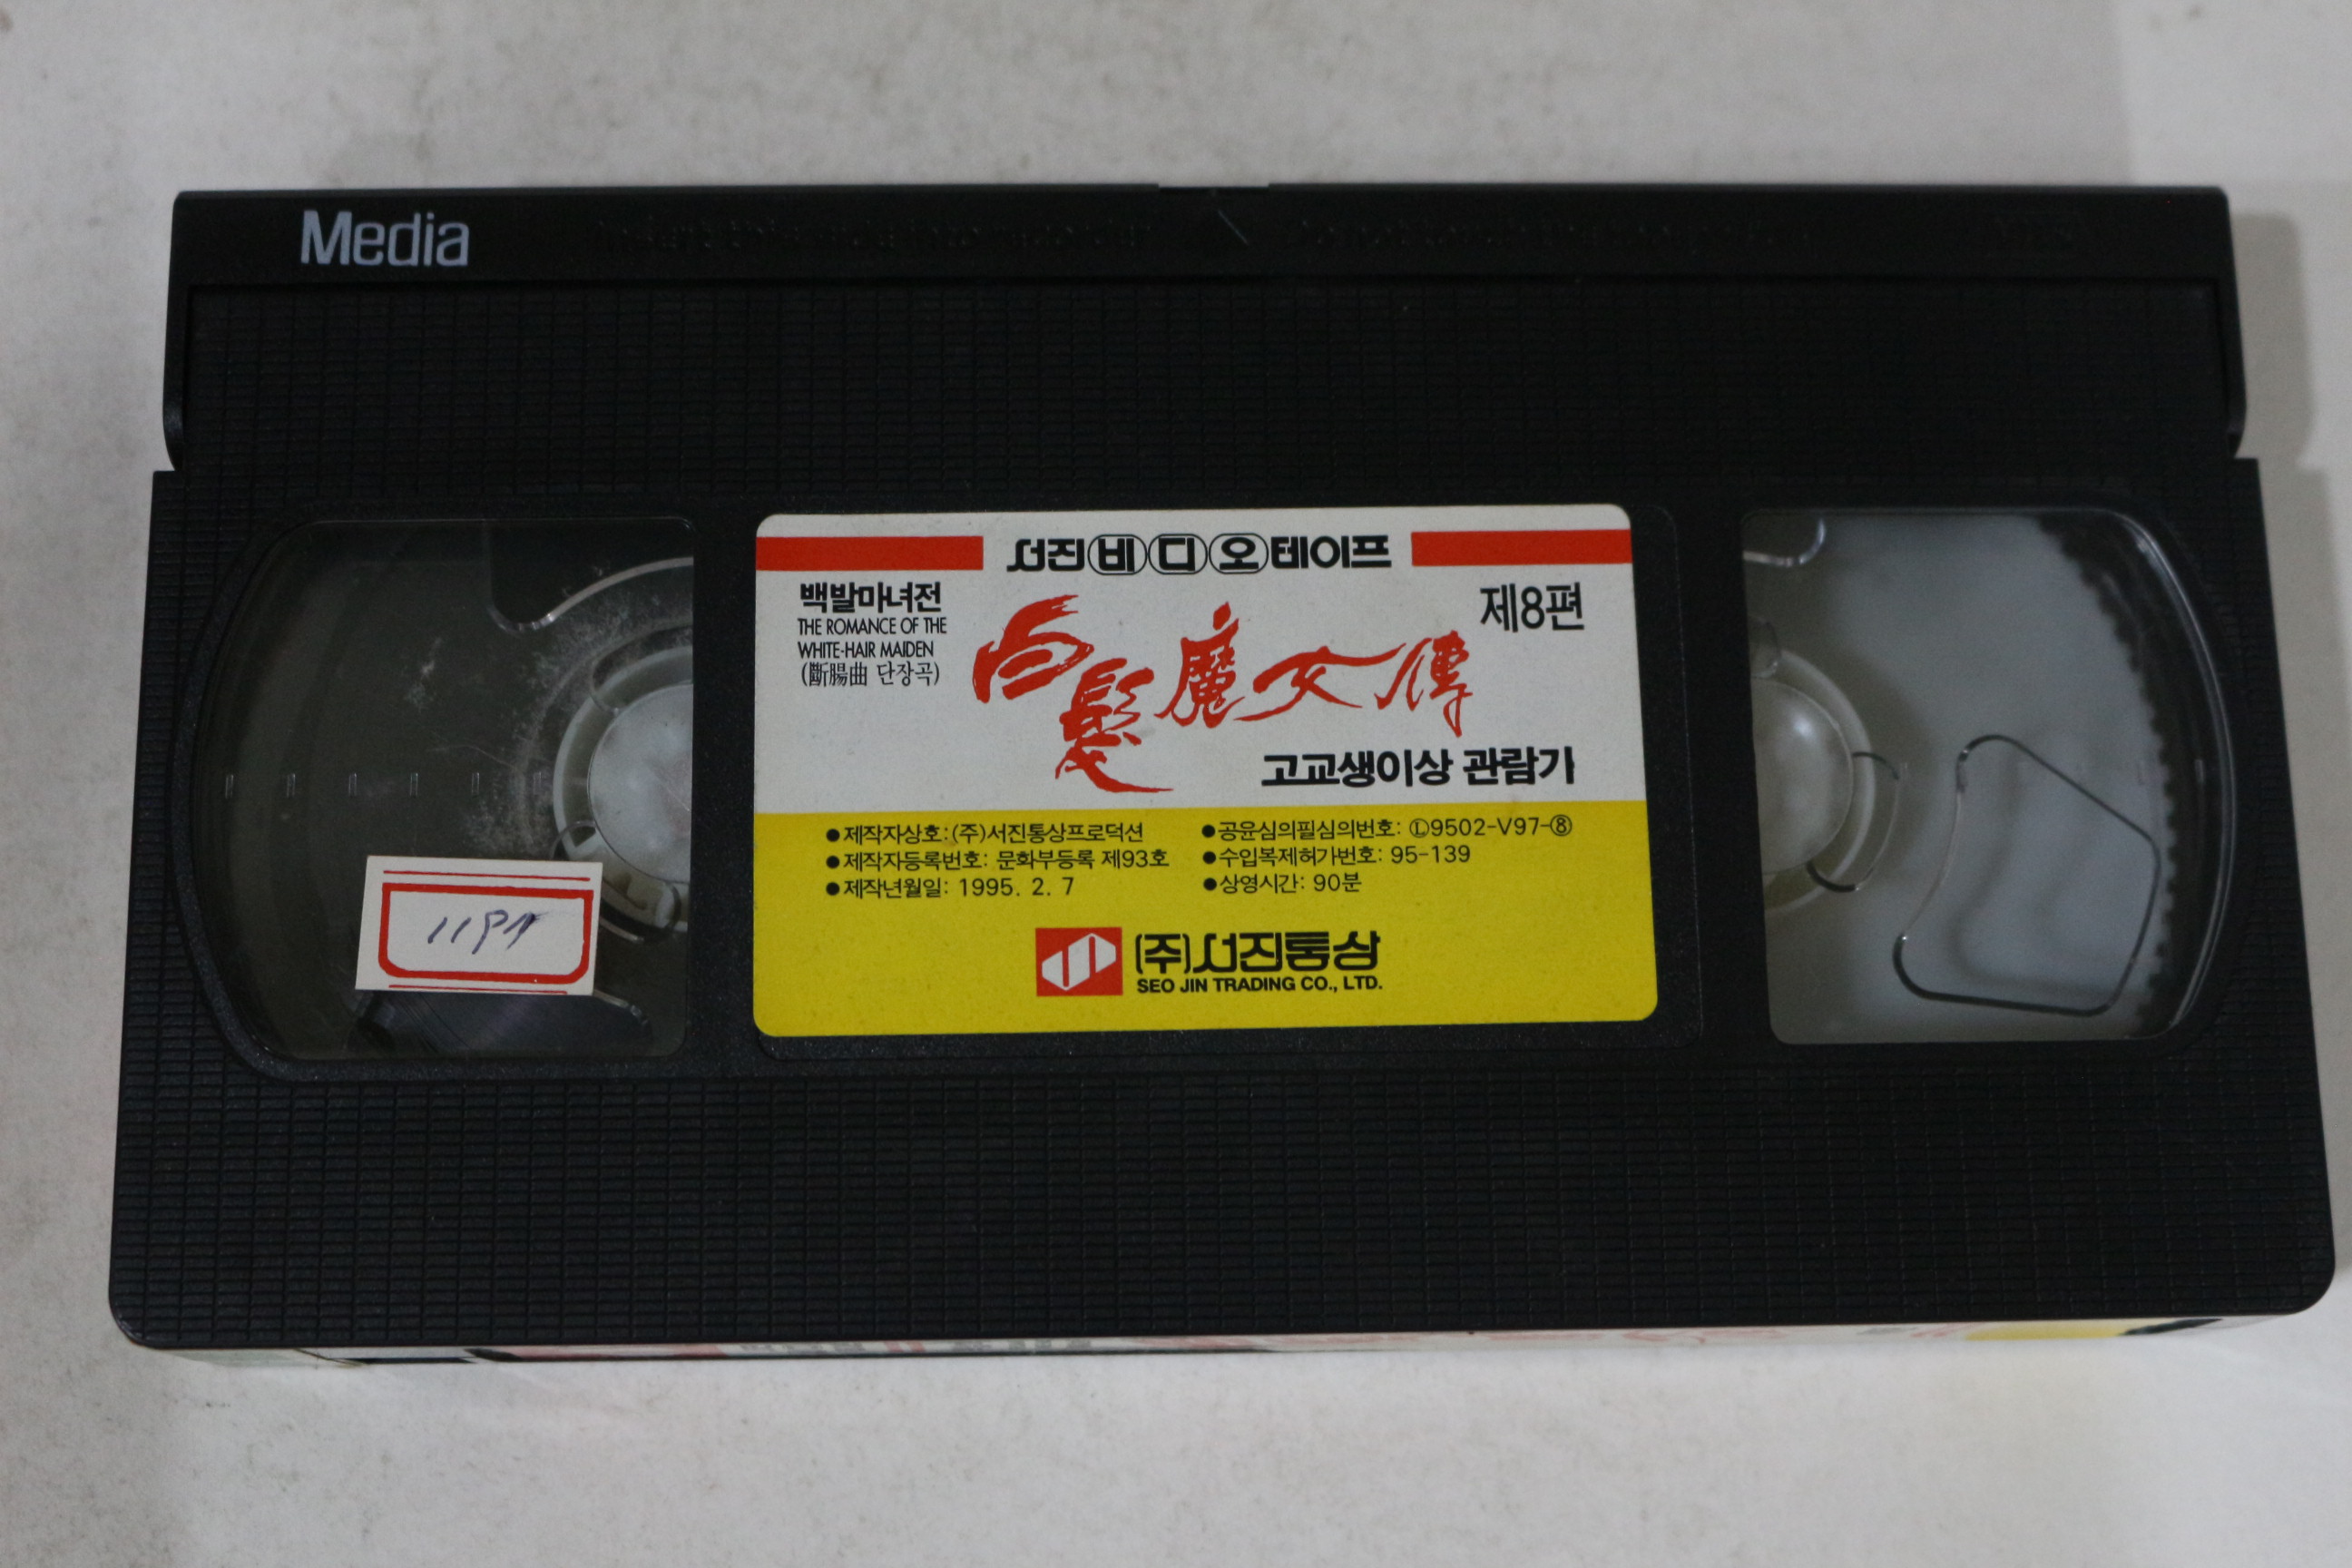 Media
서진비디오테이프
백발마녀전
THE ROMANCE OF THE
WHITE-HAIR MAIDEN
(斷腸曲 단장곡)
白髮魔女傳
제8편
고교생이상 관람가
●제작자상호:(주)서진통상프로덕션
●제작자등록번호: 문화부등록 제93호
●제작년월일: 1995. 2. 7
●공윤심의필심의번호: Ⓛ9502-V97-⑧
●수입복제허가번호: 95-139
●상영시간: 90분
(주)서진통상
SEO JIN TRADING CO., LTD.